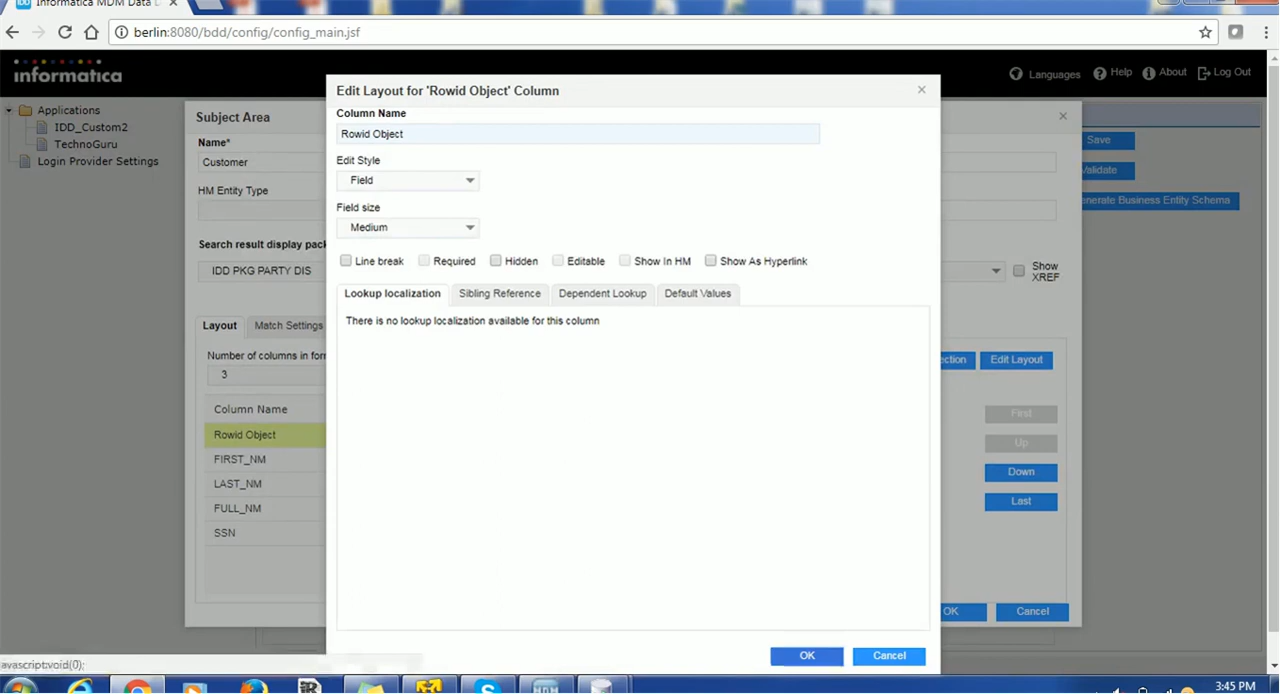 Informatica MDM Data D
berlin:8080/bdd/config/config_main.jsf
informatica
Languages Help About Log Out
Applications
IDD_Custom2
TechnoGuru
Login Provider Settings
Subject Area
Name*
Customer
HM Entity Type
Search result display pack
IDD PKG PARTY DIS
Show
XREF
Save
Validate
enerate Business Entity Schema
Layout Match Settings
Number of columns in for
3
Column Name
Rowid Object
FIRST_NM
LAST_NM
FULL_NM
SSN
ection Edit Layout
First
Up
Down
Last
OK Cancel
Edit Layout for 'Rowid Object' Column
Column Name
Rowid Object
Edit Style
Field
Field size
Medium
Line break Required Hidden Editable Show In HM Show As Hyperlink
Lookup localization Sibling Reference Dependent Lookup Default Values
There is no lookup localization available for this column
OK Cancel
avascript:void(0);
MDM
3:45 PM